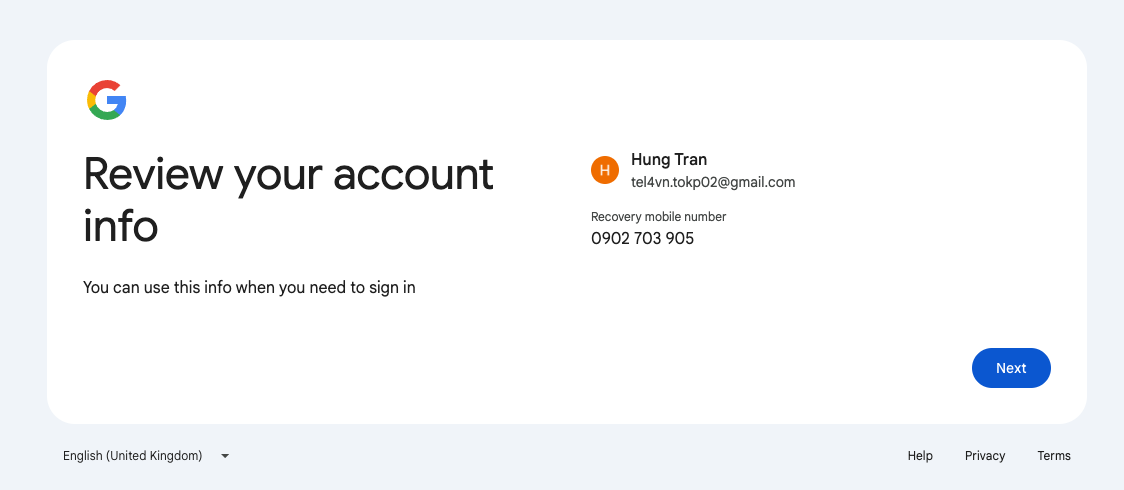 Review your account
info
You can use this info when you need to sign in
H
Hung Tran
tel4vn.tokp02@gmail.com
Recovery mobile number
0902 703 905
Next
English (United Kingdom)
Help
Privacy
Terms